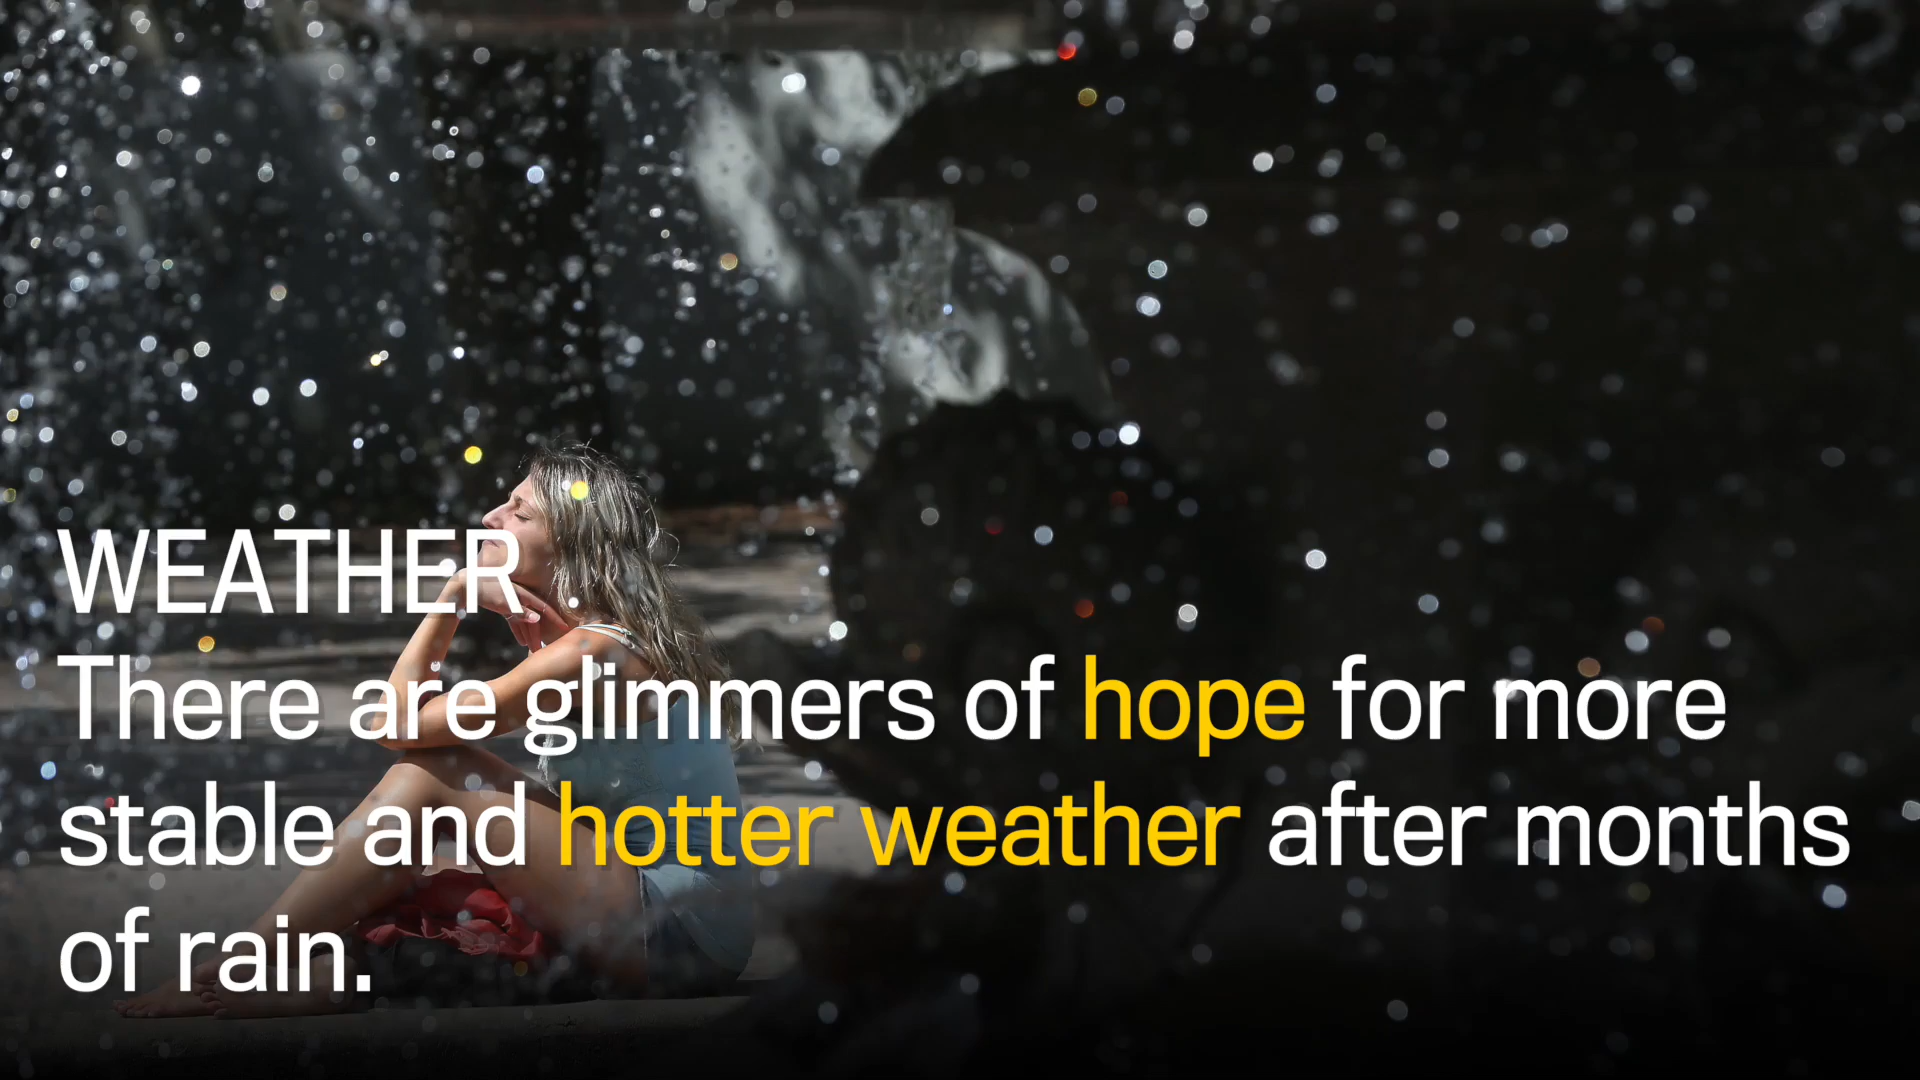 WEATHER
There are glimmers of hope for more
stable and hotter weather after months
of rain.